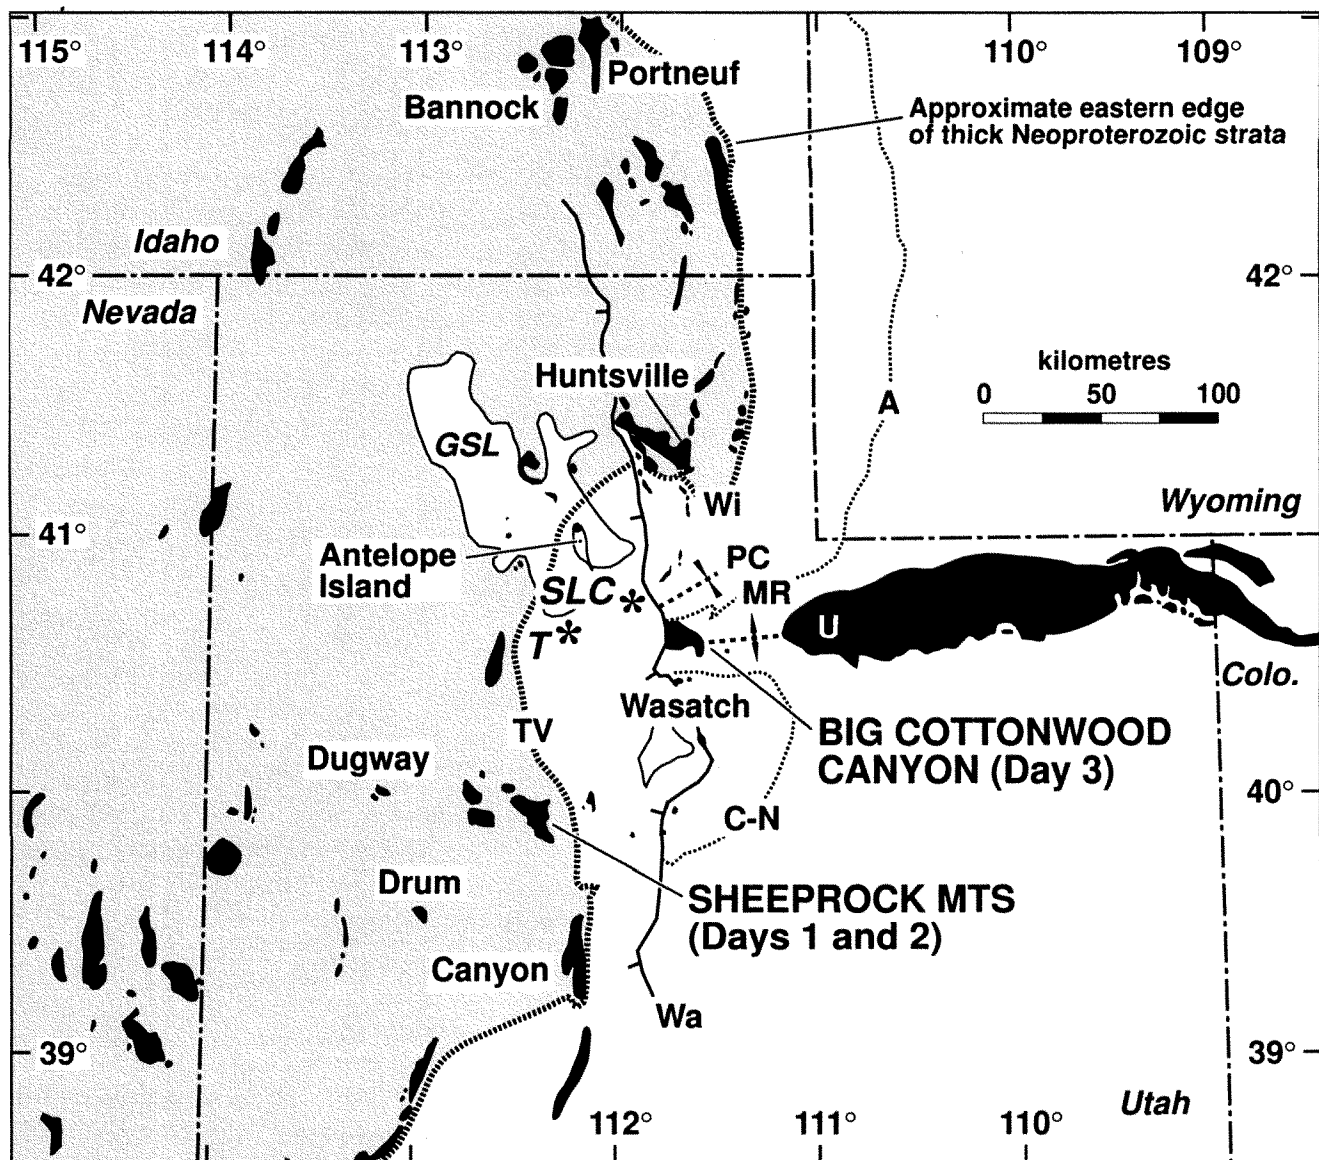 115° 114° 113° 110° 109°
Portneuf
Bannock
Approximate eastern edge
of thick Neoproterozoic strata
Idaho
42° 42°
Nevada
kilometres
0 50 100
Huntsville
A
GSL
Wi
Wyoming
41°
Antelope
Island
PC
SLC *
MR
T *
U
Colo.
Wasatch
TV
BIG COTTONWOOD
CANYON (Day 3)
Dugway
40°
C-N
Drum
SHEEPROCK MTS
(Days 1 and 2)
Canyon
Wa
39° 39°
Utah
112° 111° 110°